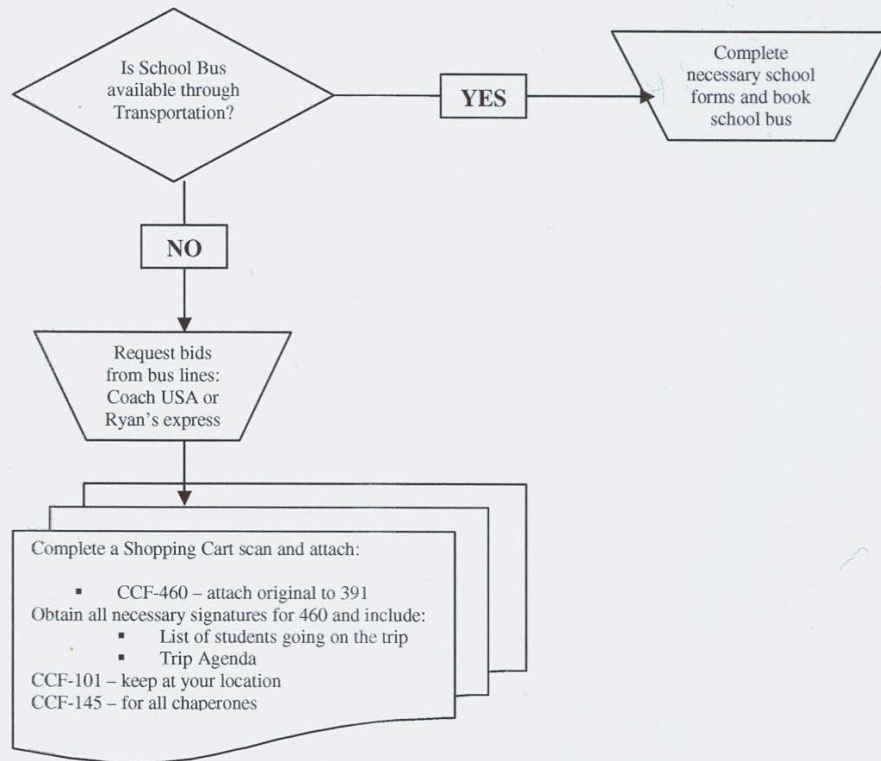 Is School Bus
available through
Transportation?
YES
Complete
necessary school
forms and book
school bus
NO
Request bids
from bus lines:
Coach USA or
Ryan's express
Complete a Shopping Cart scan and attach:
▪ CCF-460 – attach original to 391
Obtain all necessary signatures for 460 and include:
▪ List of students going on the trip
▪ Trip Agenda
CCF-101 – keep at your location
CCF-145 – for all chaperones